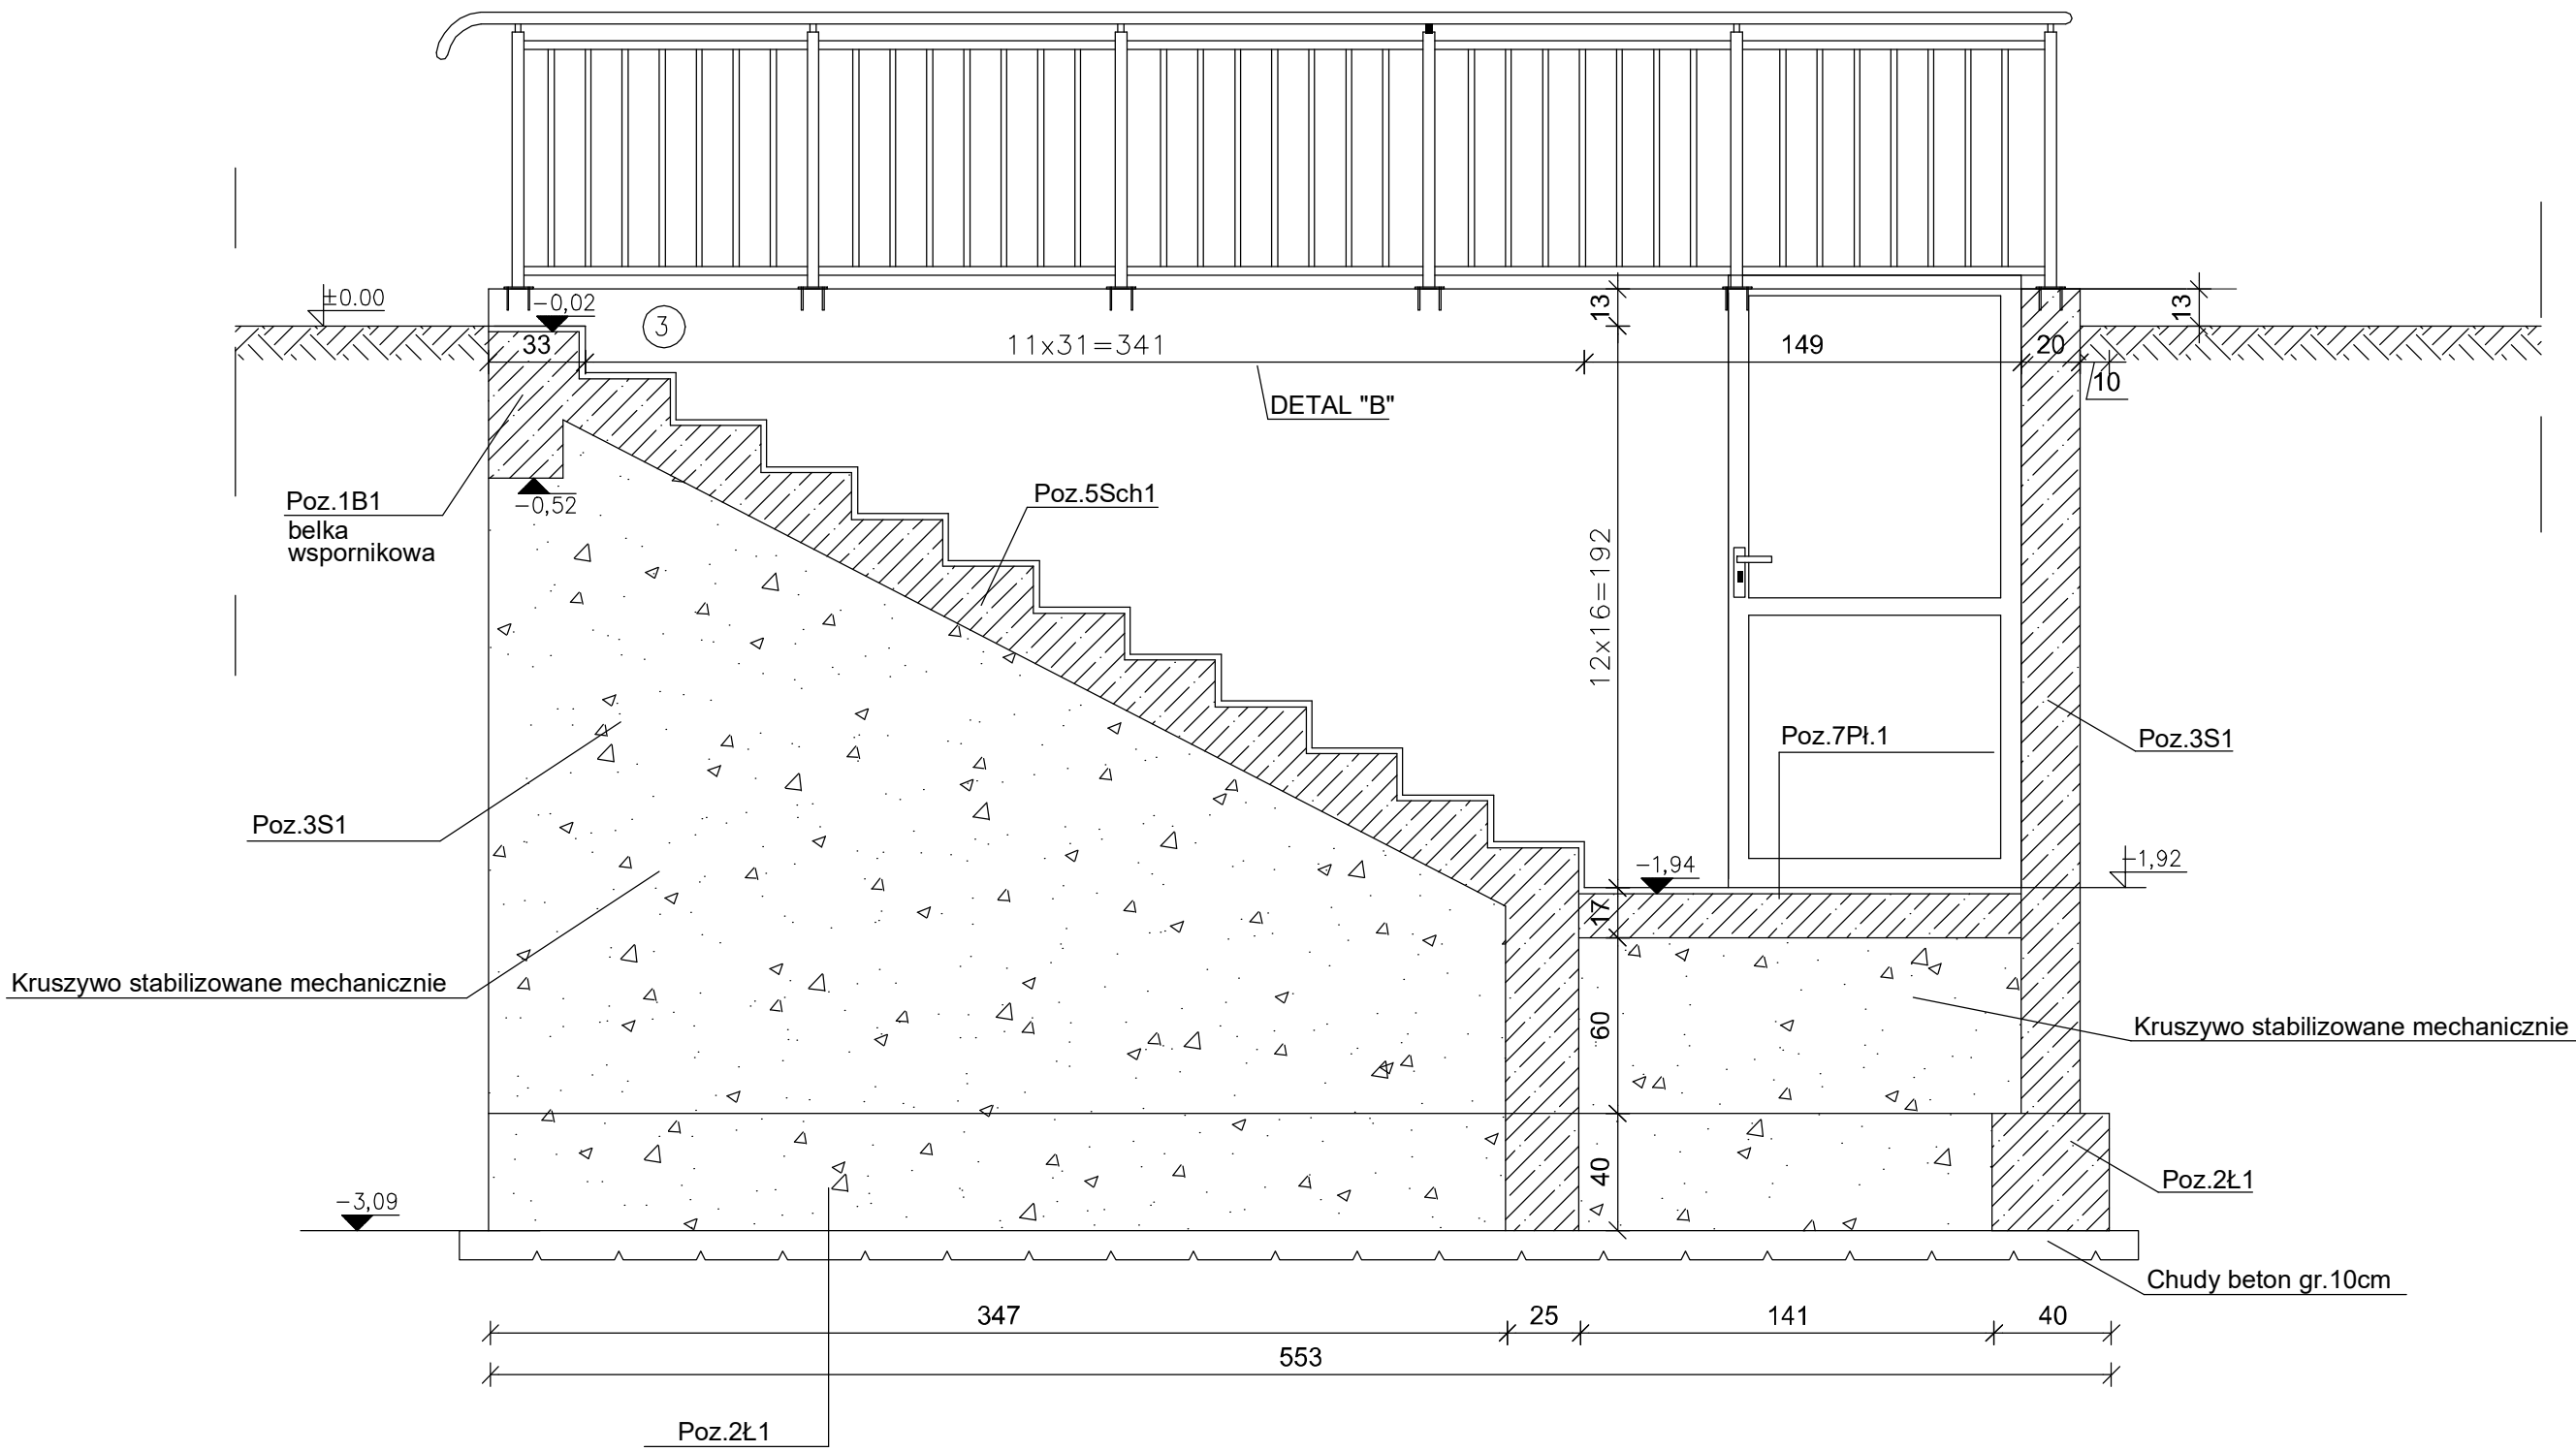 ±0.00
−0,02
3
13
13
33
11x31=341
149
20
10
DETAL "B"
Poz.1B1
belka
wspornikowa
−0,52
Poz.5Sch1
12x16=192
Poz.7Pł.1
Poz.3S1
Poz.3S1
−1,94
−1,92
17
Kruszywo stabilizowane mechanicznie
60
Kruszywo stabilizowane mechanicznie
40
Poz.2Ł1
−3,09
Chudy beton gr.10cm
347
25
141
40
553
Poz.2Ł1